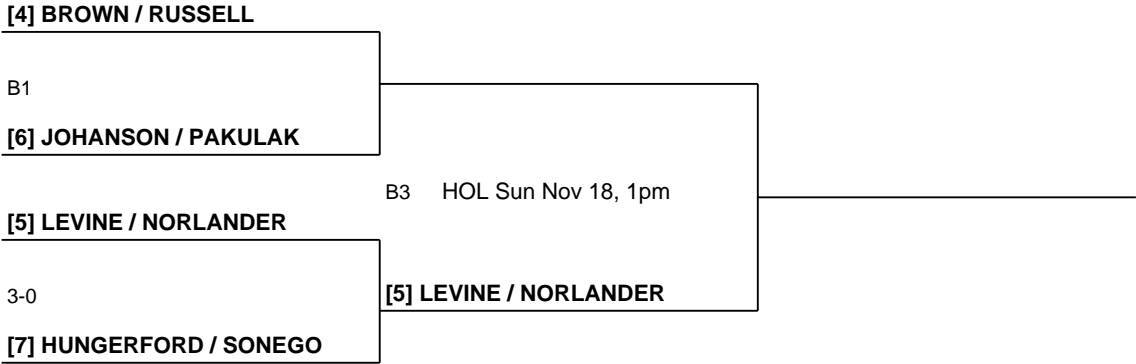 [4] BROWN / RUSSELL
B1
[6] JOHANSON / PAKULAK
B3 HOL Sun Nov 18, 1pm
[5] LEVINE / NORLANDER
3-0
[5] LEVINE / NORLANDER
[7] HUNGERFORD / SONEGO